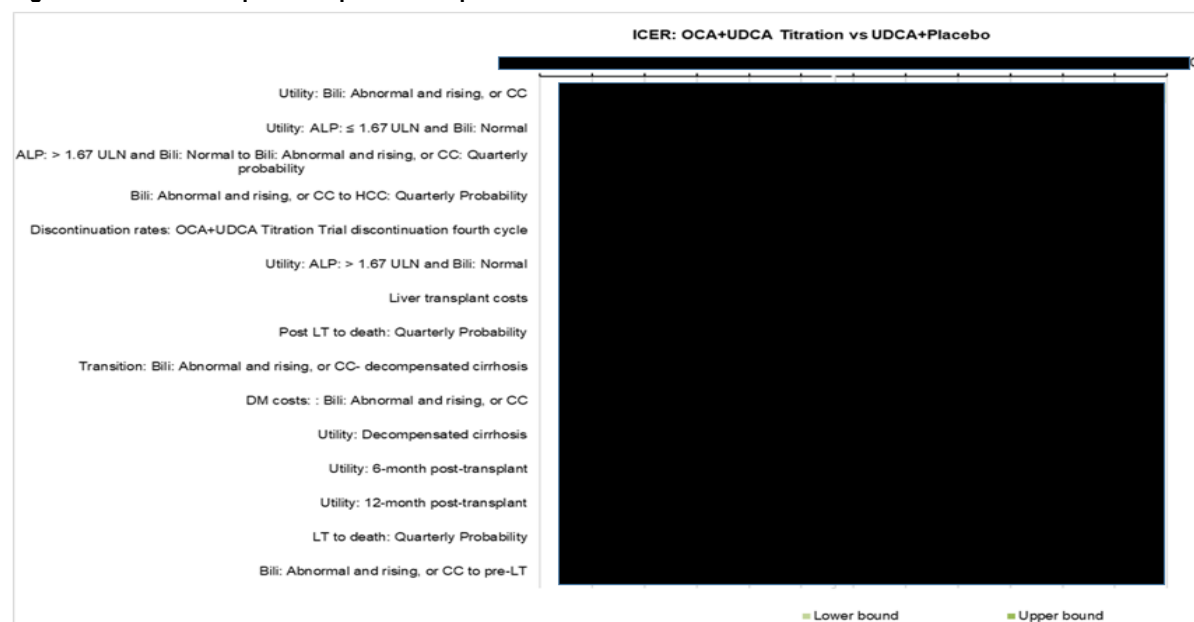 ICER: OCA+UDCA Titration vs UDCA+Placebo
Utility: Bili: Abnormal and rising, or CC
Utility: ALP: ≤ 1.67 ULN and Bili: Normal
ALP: > 1.67 ULN and Bili: Normal to Bili: Abnormal and rising, or CC: Quarterly
probability
Bili: Abnormal and rising, or CC to HCC: Quarterly Probability
Discontinuation rates: OCA+UDCA Titration Trial discontinuation fourth cycle
Utility: ALP: > 1.67 ULN and Bili: Normal
Liver transplant costs
Post LT to death: Quarterly Probability
Transition: Bili: Abnormal and rising, or CC- decompensated cirrhosis
DM costs: : Bili: Abnormal and rising, or CC
Utility: Decompensated cirrhosis
Utility: 6-month post-transplant
Utility: 12-month post-transplant
LT to death: Quarterly Probability
Bili: Abnormal and rising, or CC to pre-LT
Lower bound
Upper bound